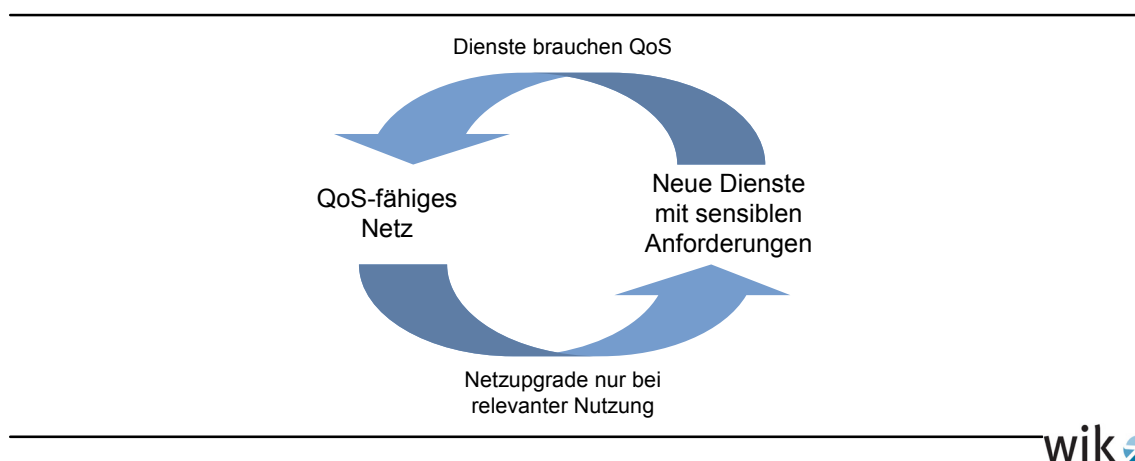 Dienste brauchen QoS
QoS-fähiges
Netz
Neue Dienste
mit sensiblen
Anforderungen
Netzupgrade nur bei
relevanter Nutzung
wik